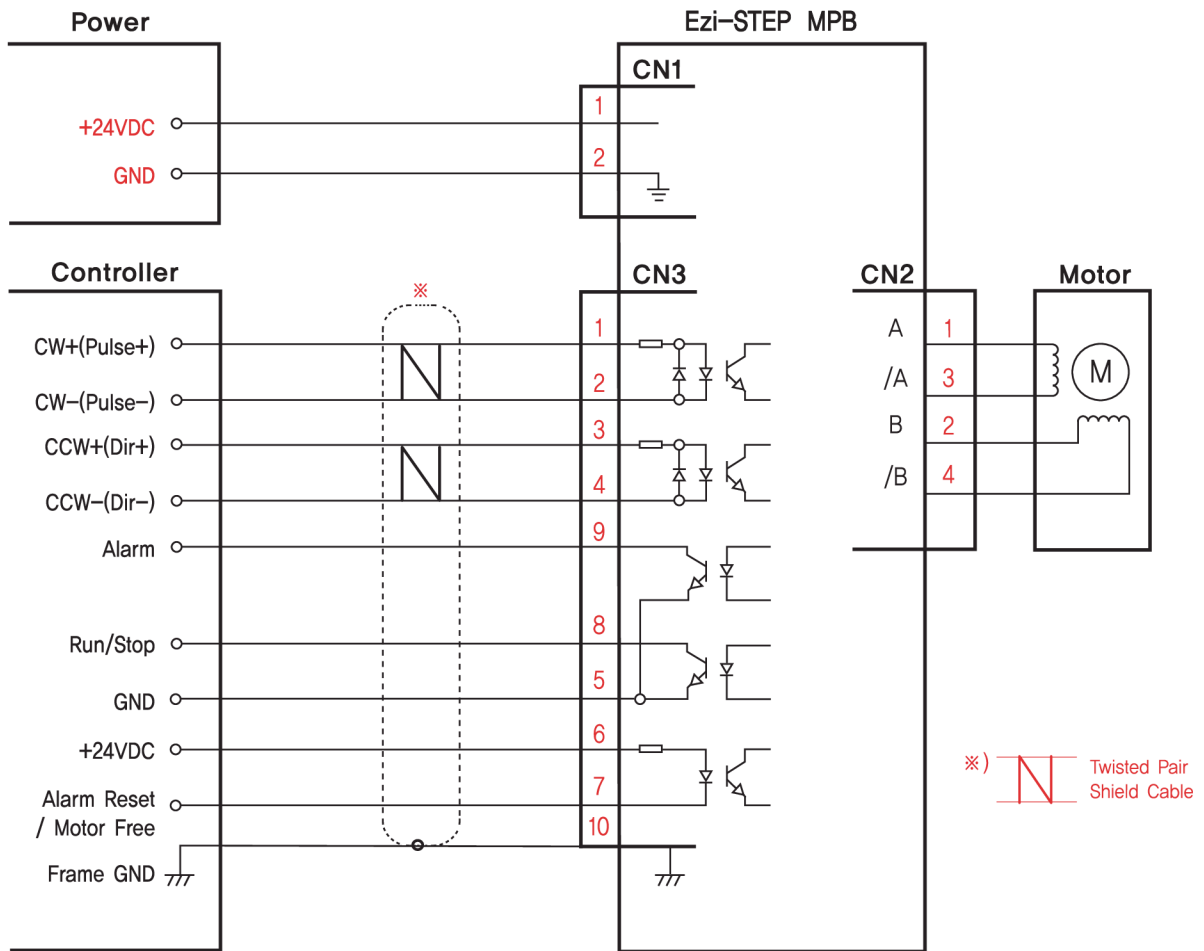 Power
Ezi-STEP MPB
CN1
+24VDC
1
GND
2
Controller
※
CN3
CN2
Motor
CW+(Pulse+)
1
A
1
M
CW-(Pulse-)
2
/A
3
CCW+(Dir+)
3
B
2
CCW-(Dir-)
4
/B
4
Alarm
9
Run/Stop
8
GND
5
+24VDC
6
Alarm Reset
/ Motor Free
7
10
Frame GND
※)
Twisted Pair
Shield Cable